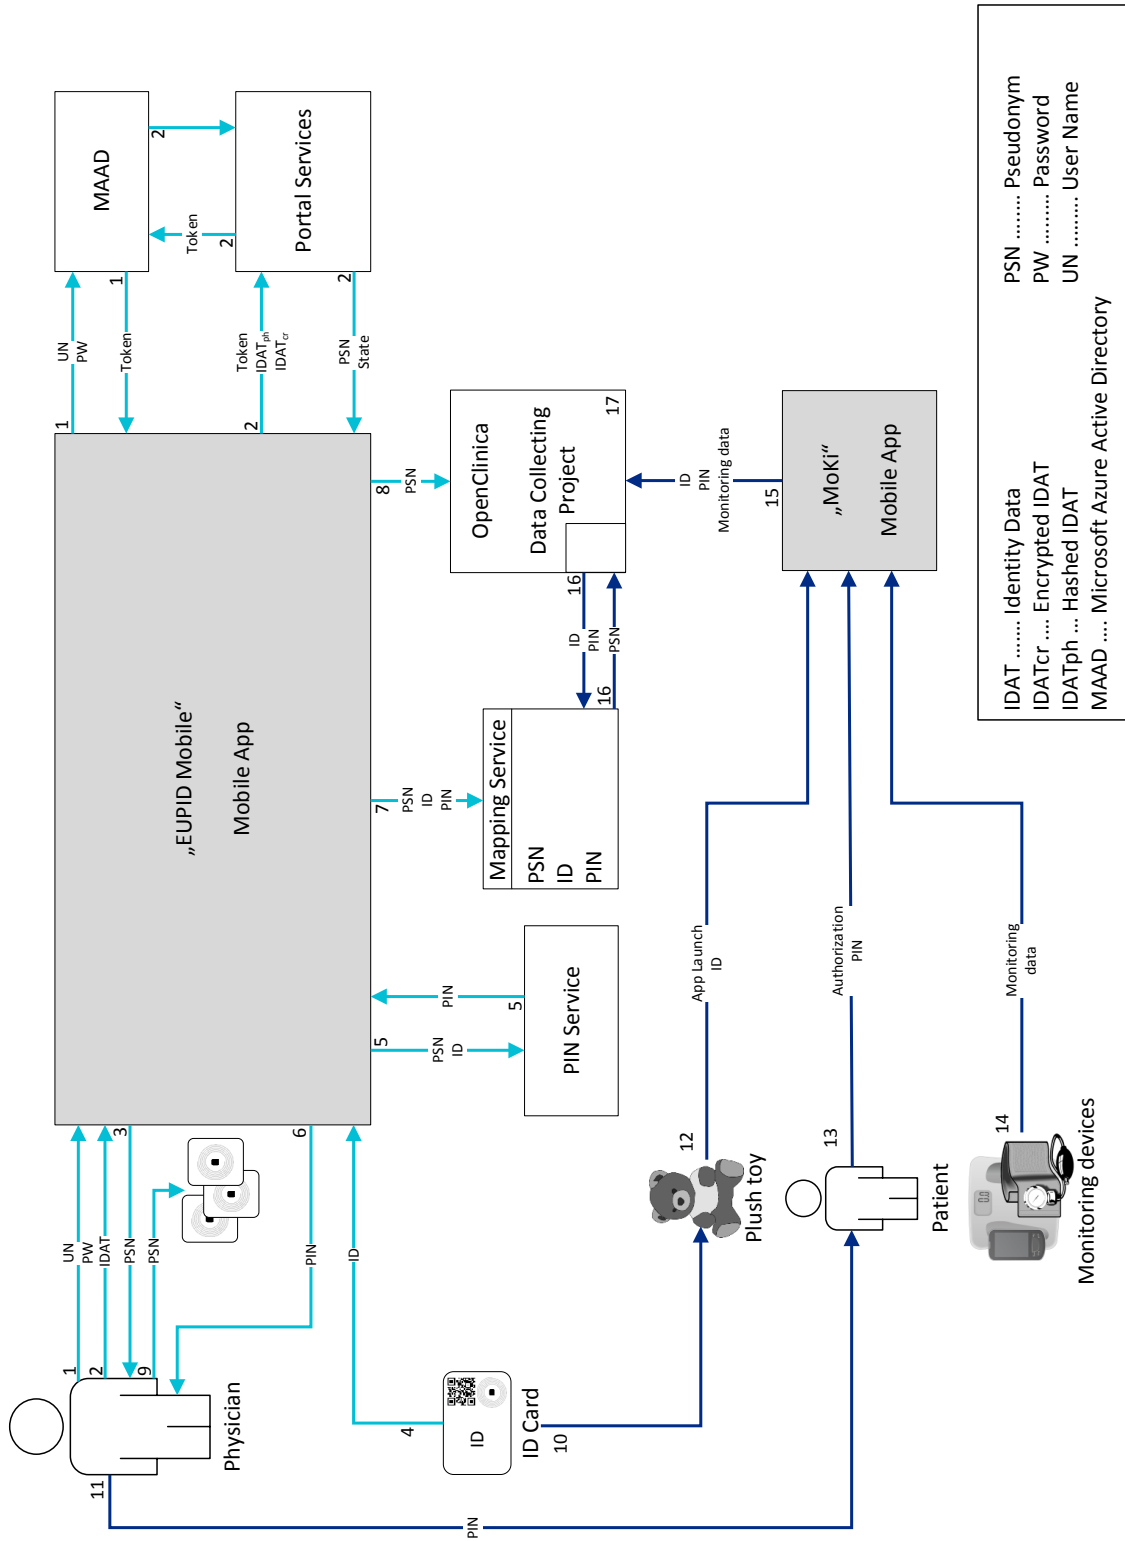 1
UN
PW
2
IDAT
3
PSN
9
PSN
6
PIN
4
ID
Physician
11
PIN
„EUPID Mobile“
Mobile App
1
UN
PW
1
Token
MAAD
2
2
Token
2
Token
IDATph
IDATcr
2
PSN
State
Portal Services
5
PSN
ID
5
PIN
PIN Service
7
PSN
ID
PIN
Mapping Service
PSN
ID
PIN
8
PSN
OpenClinica
Data Collecting
Project
17
16
ID
PIN
16
PSN
ID
ID Card
10
12
Plush toy
App Launch
ID
13
Patient
Authorization
PIN
14
Monitoring devices
0.0
Monitoring
data
15
ID
PIN
Monitoring data
„MoKi“
Mobile App
IDAT ....... Identity Data
IDATcr .... Encrypted IDAT
IDATph ... Hashed IDAT
MAAD .... Microsoft Azure Active Directory
PSN ........ Pseudonym
PW ......... Password
UN ......... User Name